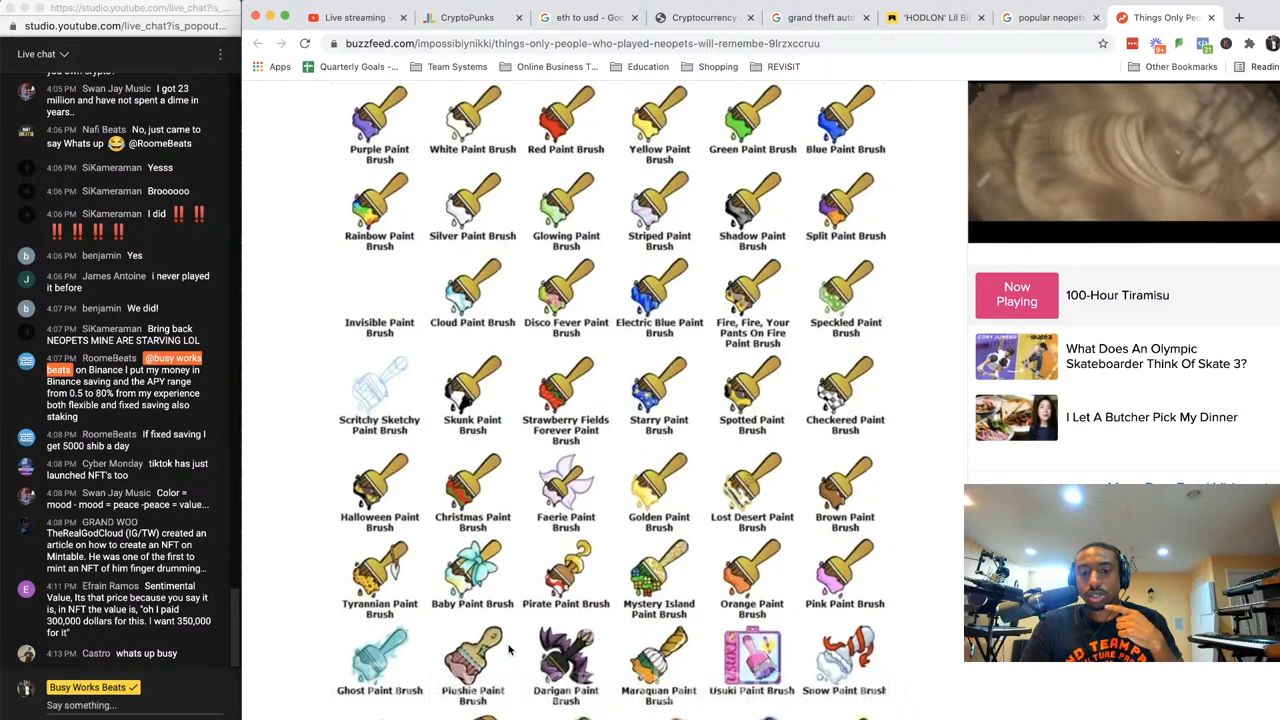 https://studio.youtube.com/live_chat?is_popout...
studio.youtube.com/live_chat?is_popout...
Live chat
you own crypto?
4:05 PM Swan Jay Music I got 23
million and have not spent a dime in
years..
4:06 PM Nafi Beats No, just came to
say Whats up 😂 @RoomeBeats
4:06 PM SiKameraman Yesss
4:06 PM SiKameraman Broooooo
4:06 PM SiKameraman I did ‼️ ‼️
‼️ ‼️ ‼️ ‼️
4:06 PM benjamin Yes
4:06 PM James Antoine i never played
it before
4:07 PM benjamin We did!
4:07 PM SiKameraman Bring back
NEOPETS MINE ARE STARVING LOL
4:07 PM RoomeBeats @busy works
beats on Binance I put my money in
Binance saving and the APY range
from 0.5 to 80% from my experience
both flexible and fixed saving also
staking
4:08 PM RoomeBeats If fixed saving I
get 5000 shib a day
4:08 PM Cyber Monday tiktok has just
launched NFT's too
4:08 PM Swan Jay Music Color =
mood - mood = peace -peace = value...
4:08 PM GRAND WOO
TheRealGodCloud (IG/TW) created an
article on how to create an NFT on
Mintable. He was one of the first to
mint an NFT of him finger drumming...
4:11 PM Efrain Ramos Sentimental
Value, Its that price because you say it
is, in NFT the value is, "oh I paid
300,000 dollars for this. I want 350,000
for it"
4:13 PM Castro whats up busy
Busy Works Beats ✓
Say something...
Live streaming -
CryptoPunks
eth to usd - Goo
Cryptocurrency
grand theft auto
'HODLON' Lil Bi
popular neopets
Things Only Peo
buzzfeed.com/impossiblynikki/things-only-people-who-played-neopets-will-remembe-9lrzxccruu
Apps
Quarterly Goals -...
Team Systems
Online Business T...
Education
Shopping
REVISIT
Other Bookmarks
Readin
Purple Paint
Brush
White Paint Brush
Red Paint Brush
Yellow Paint
Brush
Green Paint Brush
Blue Paint Brush
Rainbow Paint
Brush
Silver Paint Brush
Glowing Paint
Brush
Striped Paint
Brush
Shadow Paint
Brush
Split Paint Brush
Invisible Paint
Brush
Cloud Paint Brush
Disco Fever Paint
Brush
Electric Blue Paint
Brush
Fire, Fire, Your
Pants On Fire
Paint Brush
Speckled Paint
Brush
Scritchy Sketchy
Paint Brush
Skunk Paint
Brush
Strawberry Fields
Forever Paint
Brush
Starry Paint
Brush
Spotted Paint
Brush
Checkered Paint
Brush
Halloween Paint
Brush
Christmas Paint
Brush
Faerie Paint
Brush
Golden Paint
Brush
Lost Desert Paint
Brush
Brown Paint
Brush
Tyrannian Paint
Brush
Baby Paint Brush
Pirate Paint Brush
Mystery Island
Paint Brush
Orange Paint
Brush
Pink Paint Brush
Ghost Paint Brush
Plushie Paint
Brush
Darigan Paint
Brush
Maraquan Paint
Brush
Usuki Paint Brush
Snow Paint Brush
Now
Playing
100-Hour Tiramisu
What Does An Olympic
Skateboarder Think Of Skate 3?
I Let A Butcher Pick My Dinner